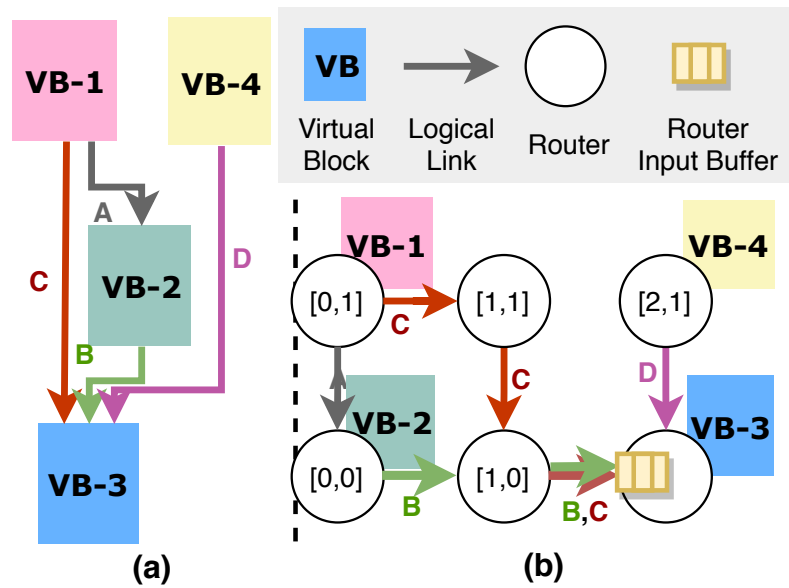 VB-1
VB-4
A
C
VB-2
D
B
VB-3
(a)
VB
Virtual
Block
Logical
Link
Router
Router
Input Buffer
VB-1
VB-4
[0,1]
[1,1]
[2,1]
C
A
C
D
VB-2
VB-3
[0,0]
[1,0]
B
B,C
(b)